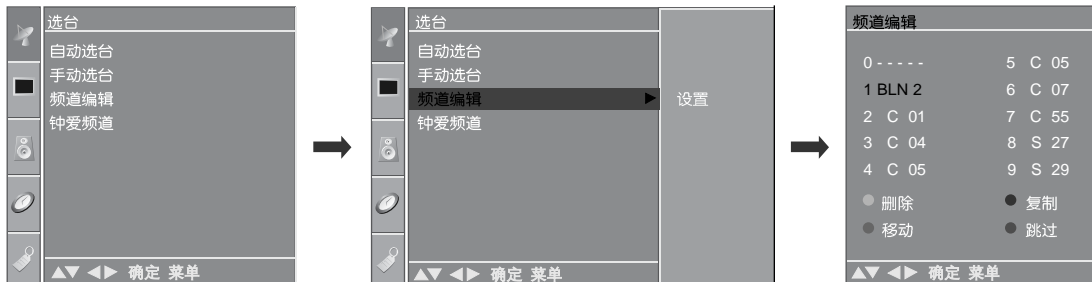 选台
自动选台
手动选台
频道编辑
钟爱频道
▲▼ ◀▶ 确定 菜单
选台
自动选台
手动选台
频道编辑 ▶ 设置
钟爱频道
▲▼ ◀▶ 确定 菜单
频道编辑
0 - - - - - 5 C 05
1 BLN 2 6 C 07
2 C 01 7 C 55
3 C 04 8 S 27
4 C 05 9 S 29
删除 复制
移动 跳过
▲▼ ◀▶ 确定 菜单